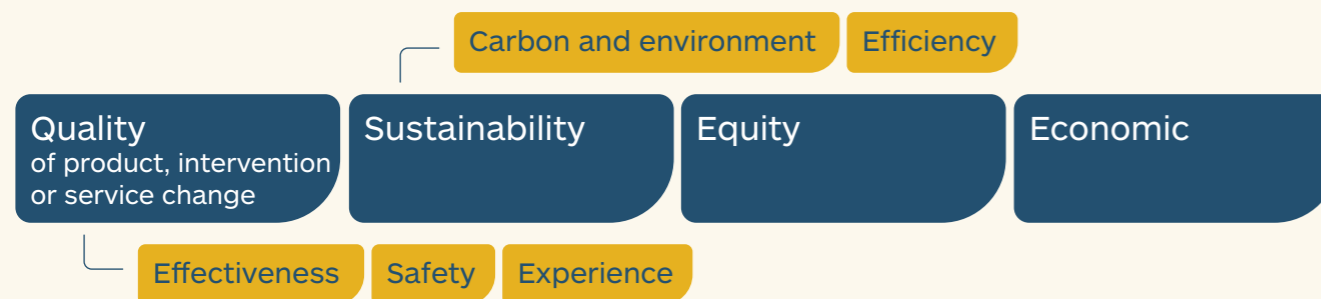 Carbon and environment
Efficiency
Quality
of product, intervention
or service change
Sustainability
Equity
Economic
Effectiveness
Safety
Experience